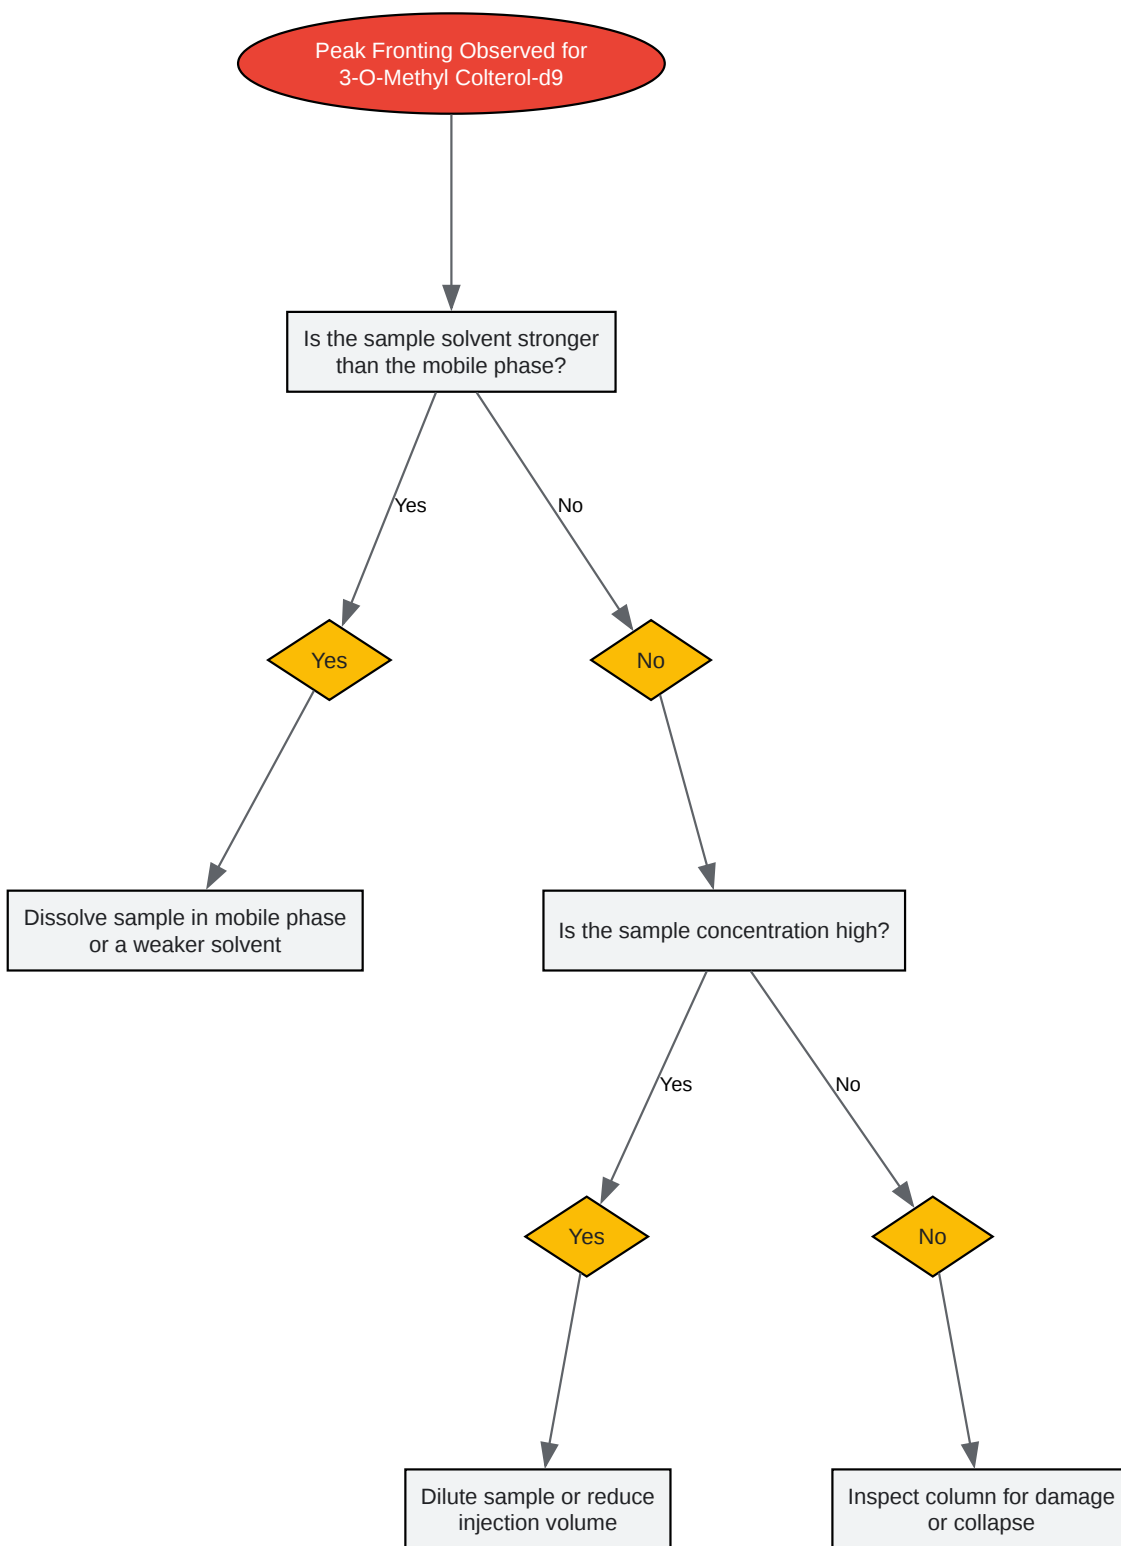 Peak Fronting Observed for
3-O-Methyl Colterol-d9
Is the sample solvent stronger
than the mobile phase?
Yes
No
Yes
No
Dissolve sample in mobile phase
or a weaker solvent
Is the sample concentration high?
Yes
No
Yes
No
Dilute sample or reduce
injection volume
Inspect column for damage
or collapse